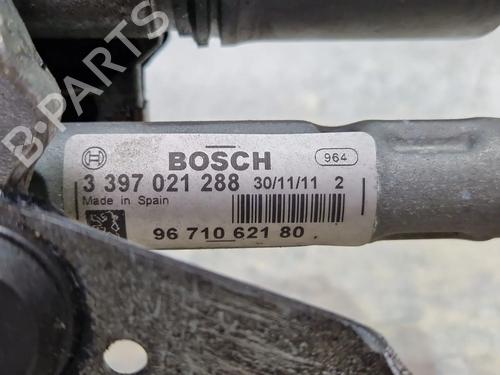 BOSCH 964
3 397 021 288 30/11/11 2
Made in Spain
96 710 621 80
B-PARTS